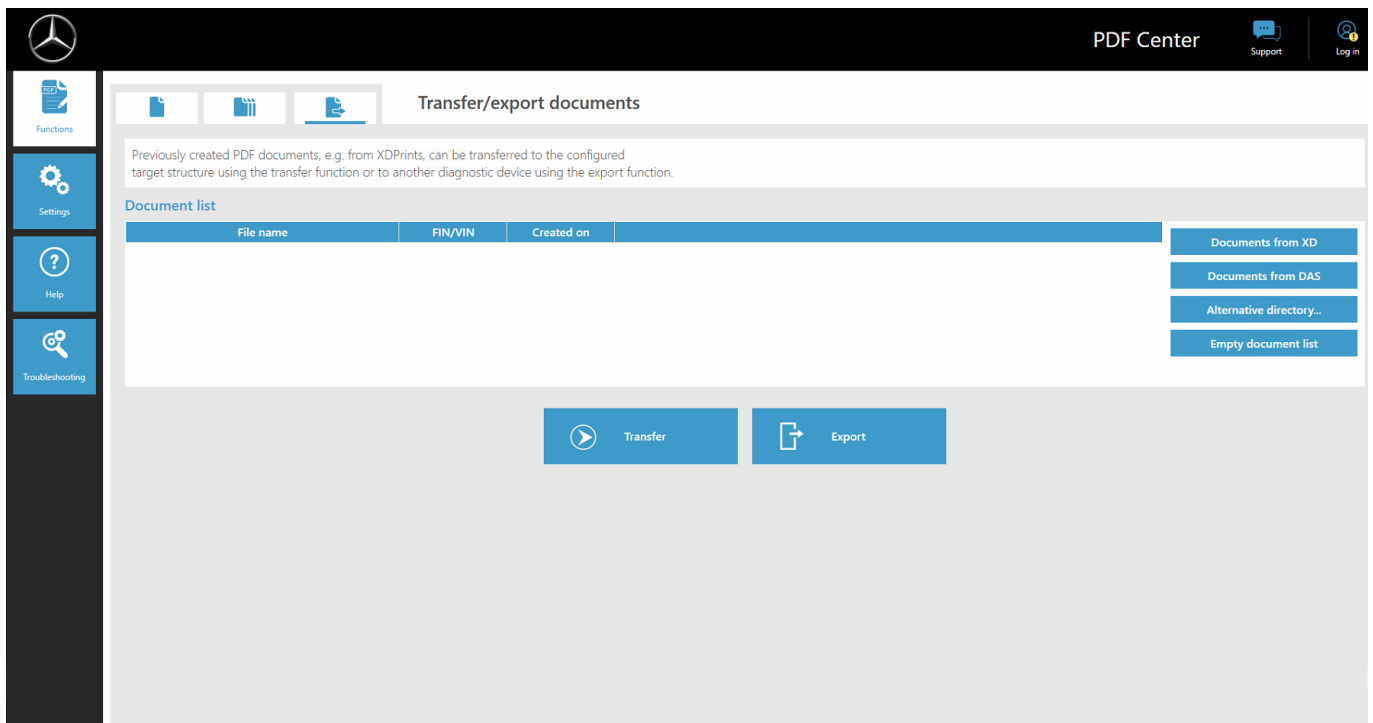 PDF Center
Support
Log in
PDF
Functions
Transfer/export documents
Previously created PDF documents, e.g. from XDPrints, can be transferred to the configured
target structure using the transfer function or to another diagnostic device using the export function.
Settings
Document list
File name FIN/VIN Created on
Documents from XD
Documents from DAS
Help
Alternative directory...
Empty document list
Troubleshooting
Transfer
Export